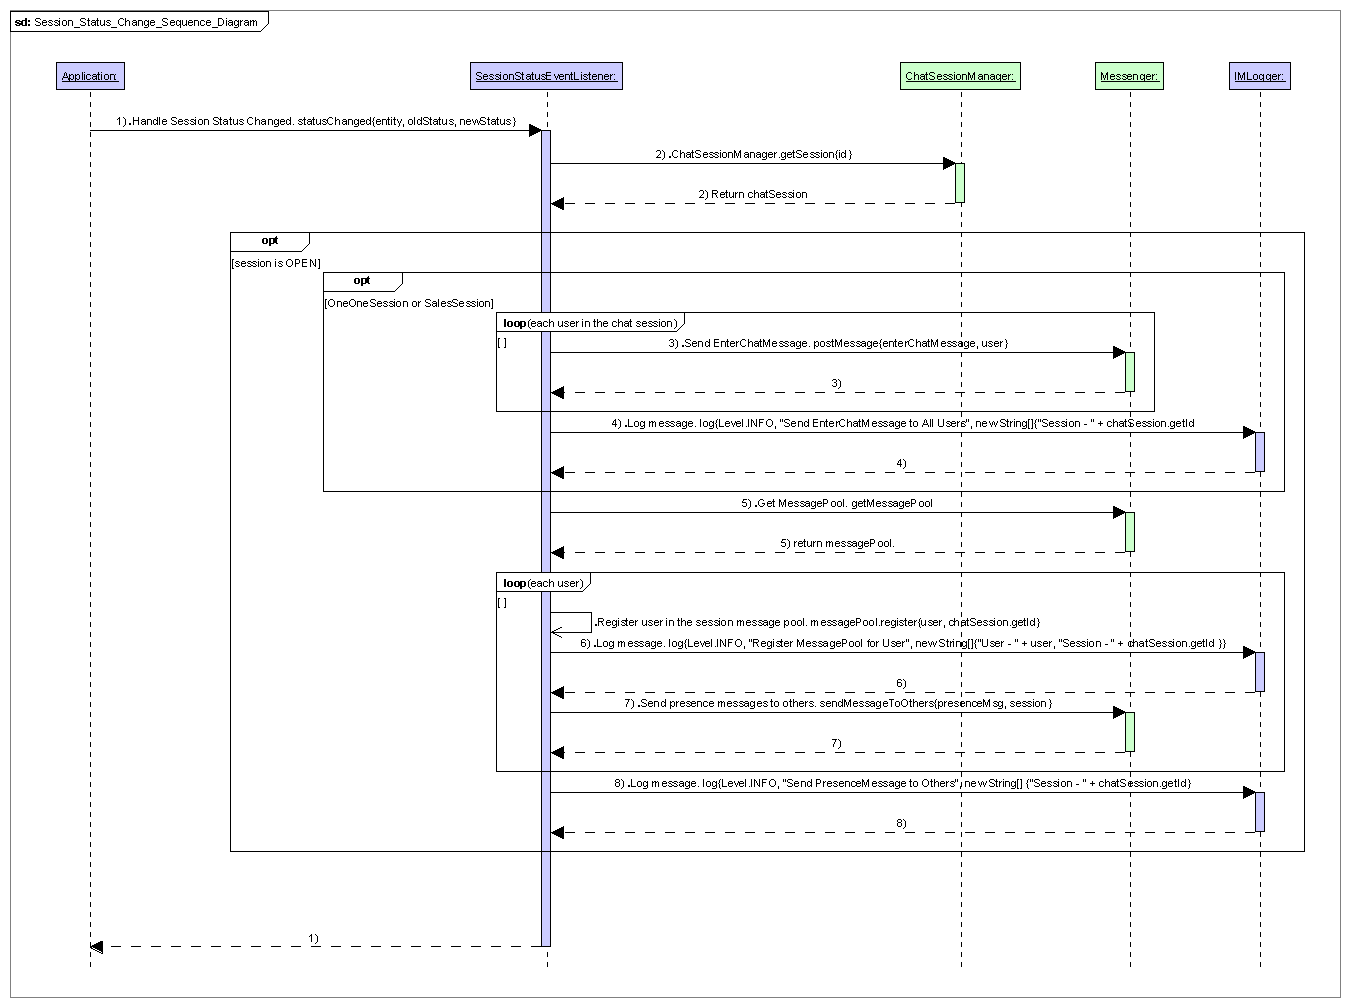 sd: Session_Status_Change_Sequence_Diagram
Application:
SessionStatusEventListener:
ChatSessionManager:
Messenger:
IMLogger:
1) .Handle Session Status Changed. statusChanged{entity, oldStatus, newStatus}
2) .ChatSessionManager.getSession{id}
2) Return chatSession
opt
[session is OPEN]
opt
[OneOneSession or SalesSession]
loop(each user in the chat session)
[ ]
3) .Send EnterChatMessage. postMessage{enterChatMessage, user}
3)
4) .Log message. log{Level.INFO, "Send EnterChatMessage to All Users", new String[]{"Session - " + chatSession.getId
4)
5) .Get MessagePool. getMessagePool
5) return messagePool.
loop(each user)
[ ]
.Register user in the session message pool. messagePool.register{user, chatSession.getId}
6) .Log message. log{Level.INFO, "Register MessagePool for User", new String[]{"User - " + user, "Session - " + chatSession.getId }}
6)
7) .Send presence messages to others. sendMessageToOthers{presenceMsg, session}
7)
8) .Log message. log{Level.INFO, "Send PresenceMessage to Others", new String[] {"Session - " + chatSession.getId}
8)
1)